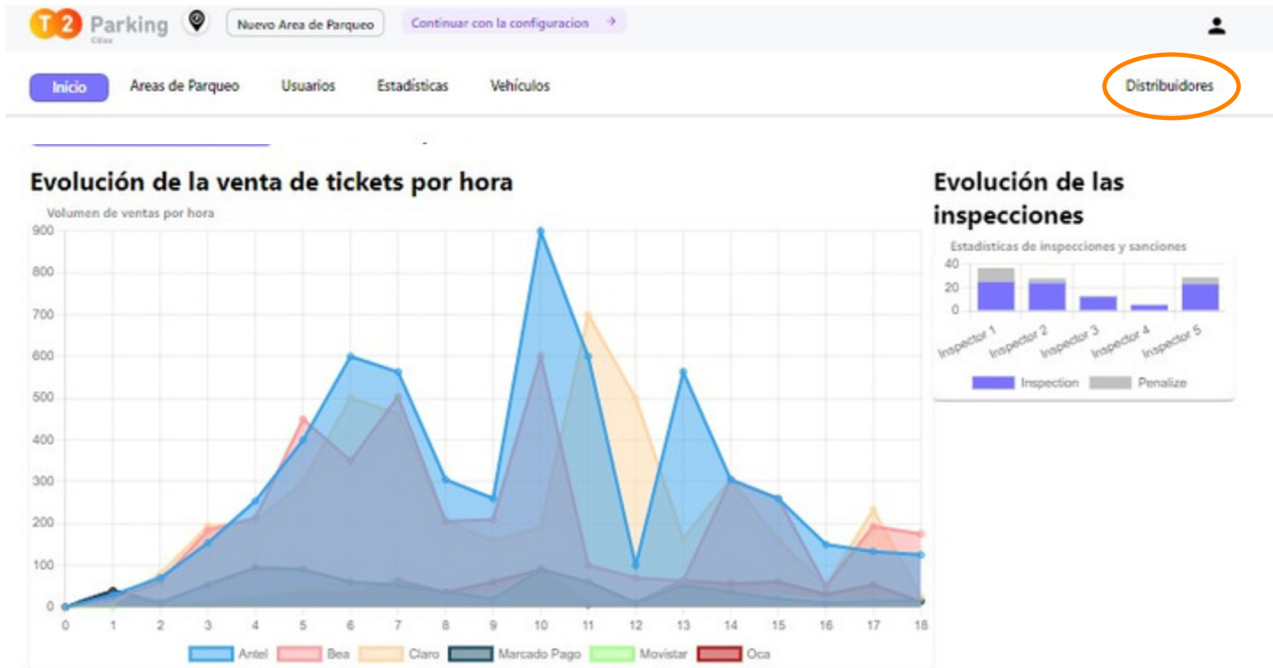 T2 Parking
Cities
Nuevo Area de Parqueo
Continuar con la configuracion →
Inicio
Areas de Parqueo
Usuarios
Estadísticas
Vehículos
Distribuidores
Evolución de la venta de tickets por hora
Volumen de ventas por hora
900
800
700
600
500
400
300
200
100
0
0 1 2 3 4 5 6 7 8 9 10 11 12 13 14 15 16 17 18
Antel Bea Claro Marcado Pago Movistar Oca
Evolución de las
inspecciones
Estadísticas de inspecciones y sanciones
40
20
0
Inspector 1 Inspector 2 Inspector 3 Inspector 4 Inspector 5
Inspection Penalize